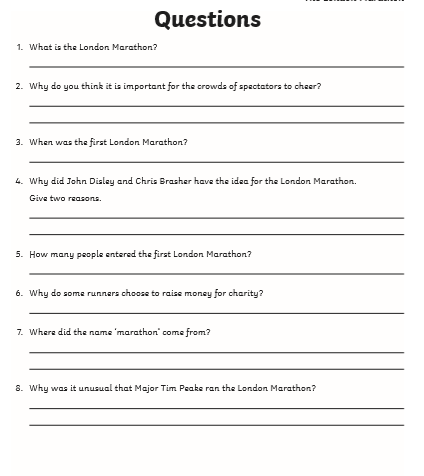 Questions
1. What is the London Marathon?
2. Why do you think it is important for the crowds of spectators to cheer?
3. When was the first London Marathon?
4. Why did John Disley and Chris Brasher have the idea for the London Marathon.
Give two reasons.
5. How many people entered the first London Marathon?
6. Why do some runners choose to raise money for charity?
7. Where did the name 'marathon' come from?
8. Why was it unusual that Major Tim Peake ran the London Marathon?